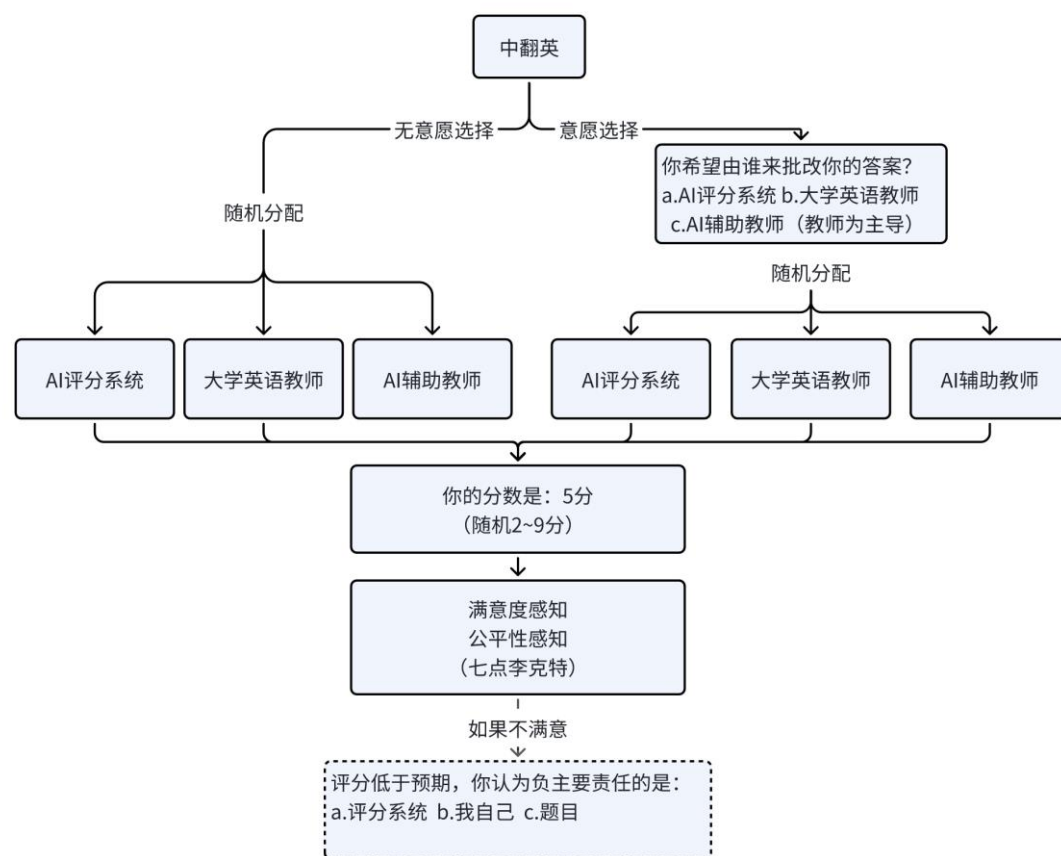 中翻英
无意愿选择
意愿选择
你希望由谁来批改你的答案？
a.AI评分系统 b.大学英语教师
c.AI辅助教师（教师为主导）
随机分配
随机分配
AI评分系统
大学英语教师
AI辅助教师
AI评分系统
大学英语教师
AI辅助教师
你的分数是：5分
（随机2~9分）
满意度感知
公平性感知
（七点李克特）
如果不满意
评分低于预期，你认为负主要责任的是：
a.评分系统 b.我自己 c.题目